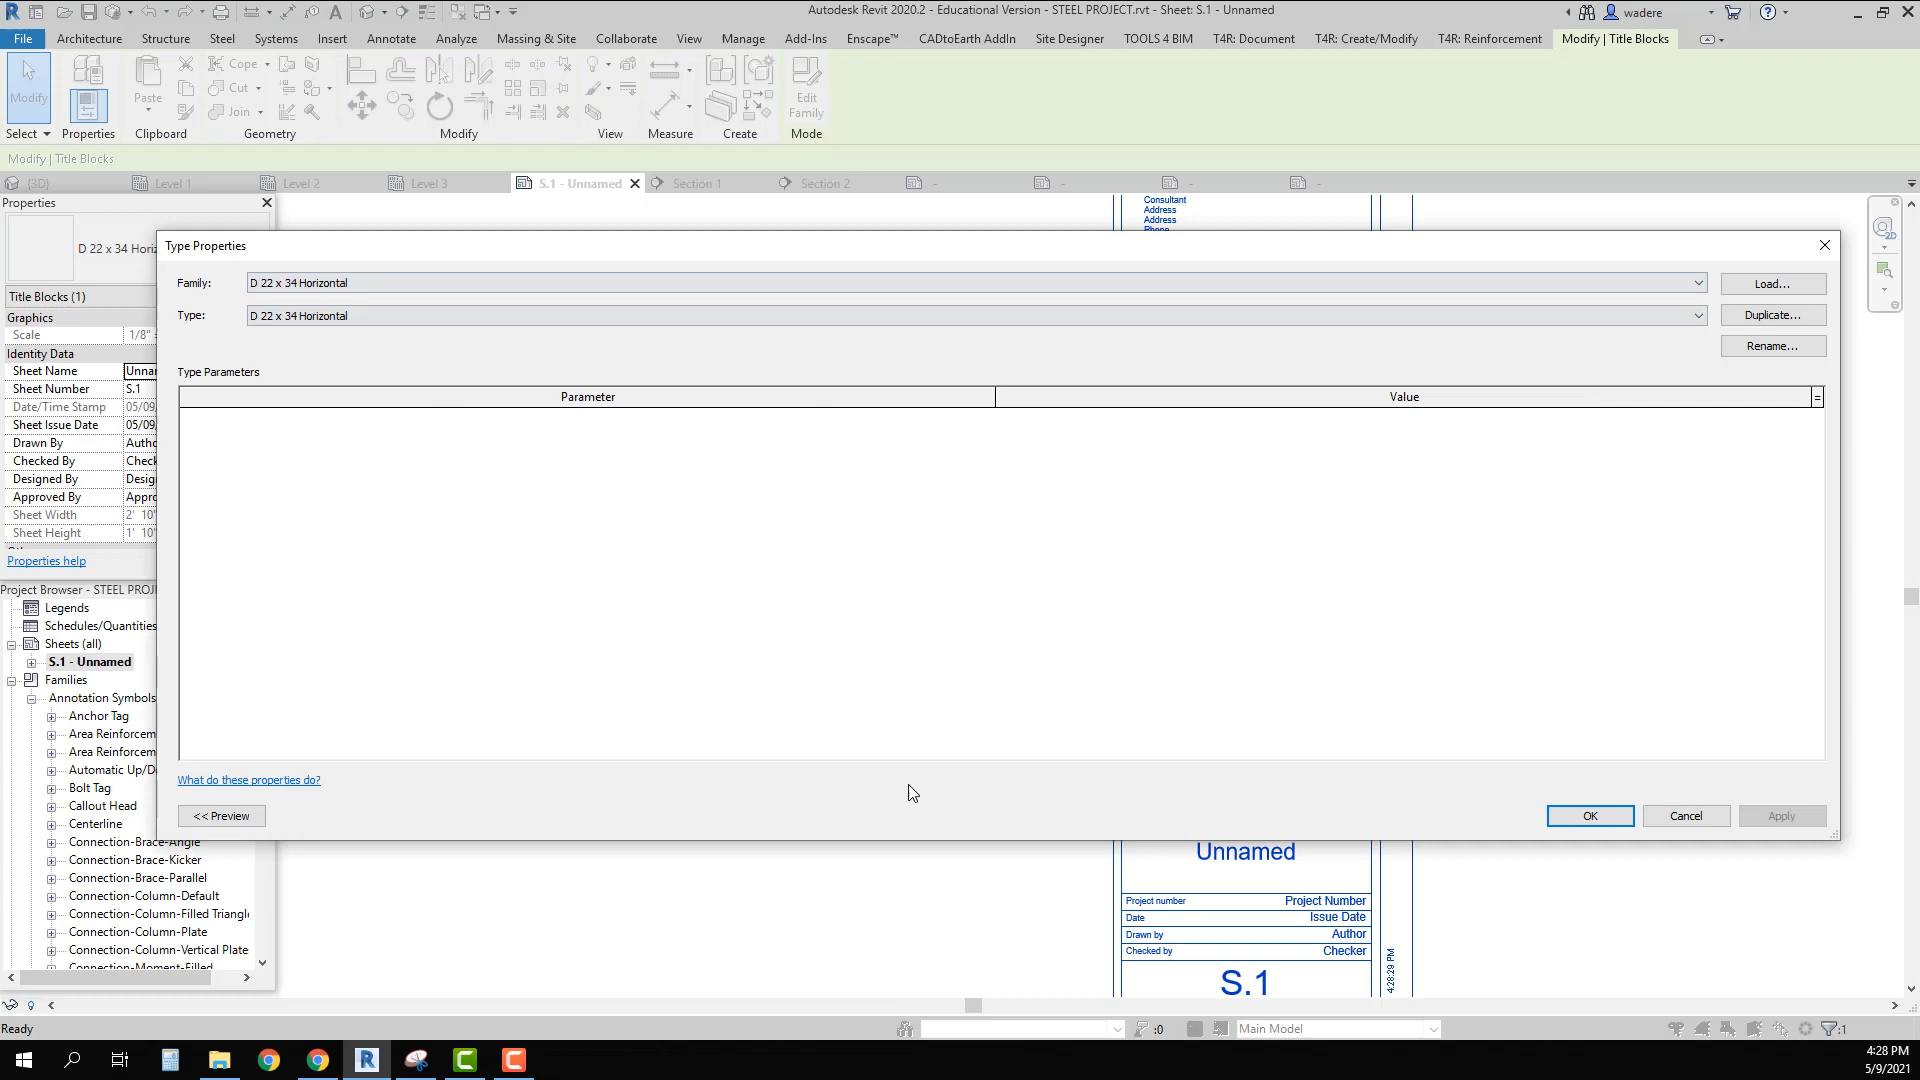 Autodesk Revit 2020.2 - Educational Version - STEEL PROJECT.rvt - Sheet: S.1 - Unnamed
wadere
File Architecture Structure Steel Systems Insert Annotate Analyze Massing & Site Collaborate View Manage Add-Ins Enscape™ CADtoEarth AddIn Site Designer TOOLS 4 BIM T4R: Document T4R: Create/Modify T4R: Reinforcement Modify | Title Blocks
Cope
Cut
Join
Modify
Paste
Edit
Family
Select Properties Clipboard Geometry Modify View Measure Create Mode
Modify | Title Blocks
{3D} Level 1 Level 2 Level 3 S.1 - Unnamed Section 1 Section 2 - - - -
Properties
Consultant
Address
Address
Phone
D 22 x 34 Horiz
Title Blocks (1)
Graphics
Scale 1/8" =
Identity Data
Sheet Name Unnar
Sheet Number S.1
Date/Time Stamp 05/09,
Sheet Issue Date 05/09,
Drawn By Autho
Checked By Check
Designed By Desig
Approved By Appro
Sheet Width 2' 10"
Sheet Height 1' 10"
Properties help
Type Properties
Family: D 22 x 34 Horizontal Load...
Type: D 22 x 34 Horizontal Duplicate...
Rename...
Type Parameters
Parameter Value =
What do these properties do?
<< Preview OK Cancel Apply
Project Browser - STEEL PROJ
Legends
Schedules/Quantities
Sheets (all)
S.1 - Unnamed
Families
Annotation Symbols
Anchor Tag
Area Reinforcem
Area Reinforcem
Automatic Up/D
Bolt Tag
Callout Head
Centerline
Connection-Brace-Angle
Connection-Brace-Kicker
Connection-Brace-Parallel
Connection-Column-Default
Connection-Column-Filled Triangl
Connection-Column-Plate
Connection-Column-Vertical Plate
Connection-Moment-Filled
Unnamed
Project number Project Number
Date Issue Date
Drawn by Author
Checked by Checker
S.1
4:28:29 PM
Ready :0 Main Model :1
4:28 PM
5/9/2021